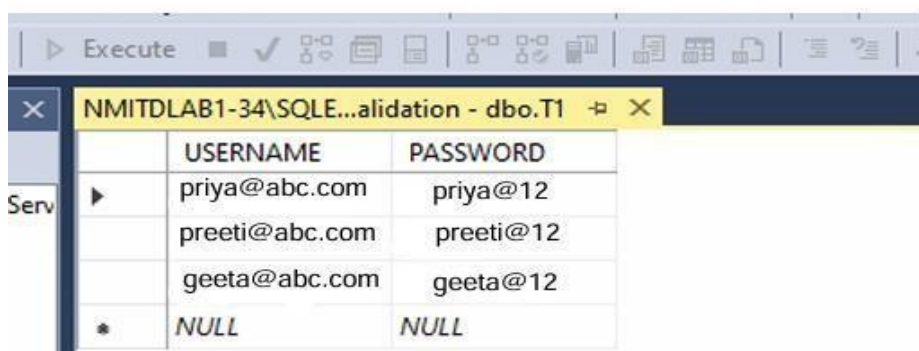 Execute
NMITDLAB1-34\SQLE...alidation - dbo.T1
Serv
USERNAME PASSWORD
priya@abc.com priya@12
preeti@abc.com preeti@12
geeta@abc.com geeta@12
NULL NULL